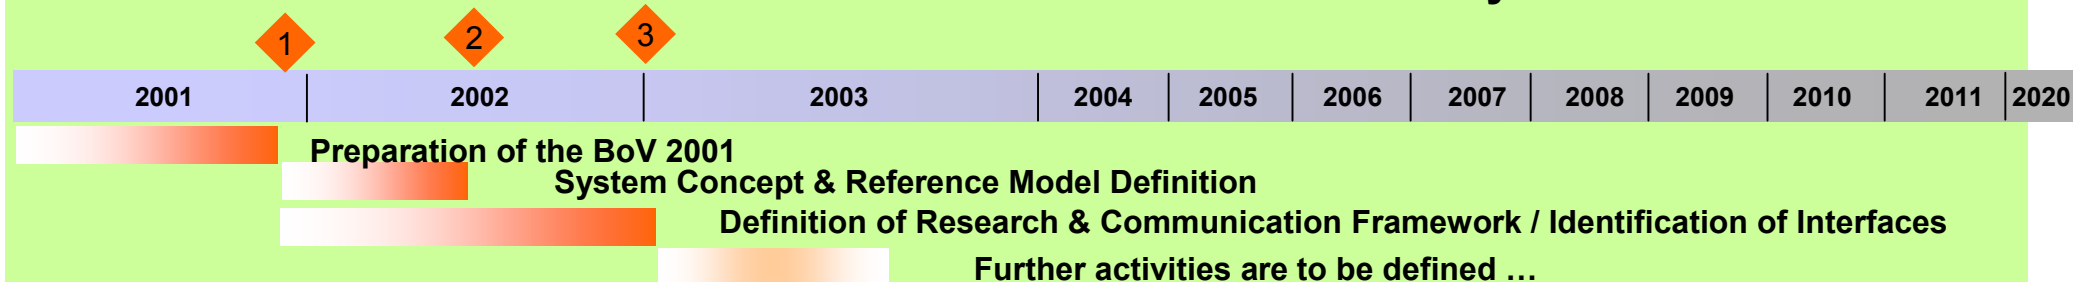 1 2 3
2001 2002 2003 2004 2005 2006 2007 2008 2009 2010 2011 2020
Preparation of the BoV 2001
System Concept & Reference Model Definition
Definition of Research & Communication Framework / Identification of Interfaces
Further activities are to be defined …